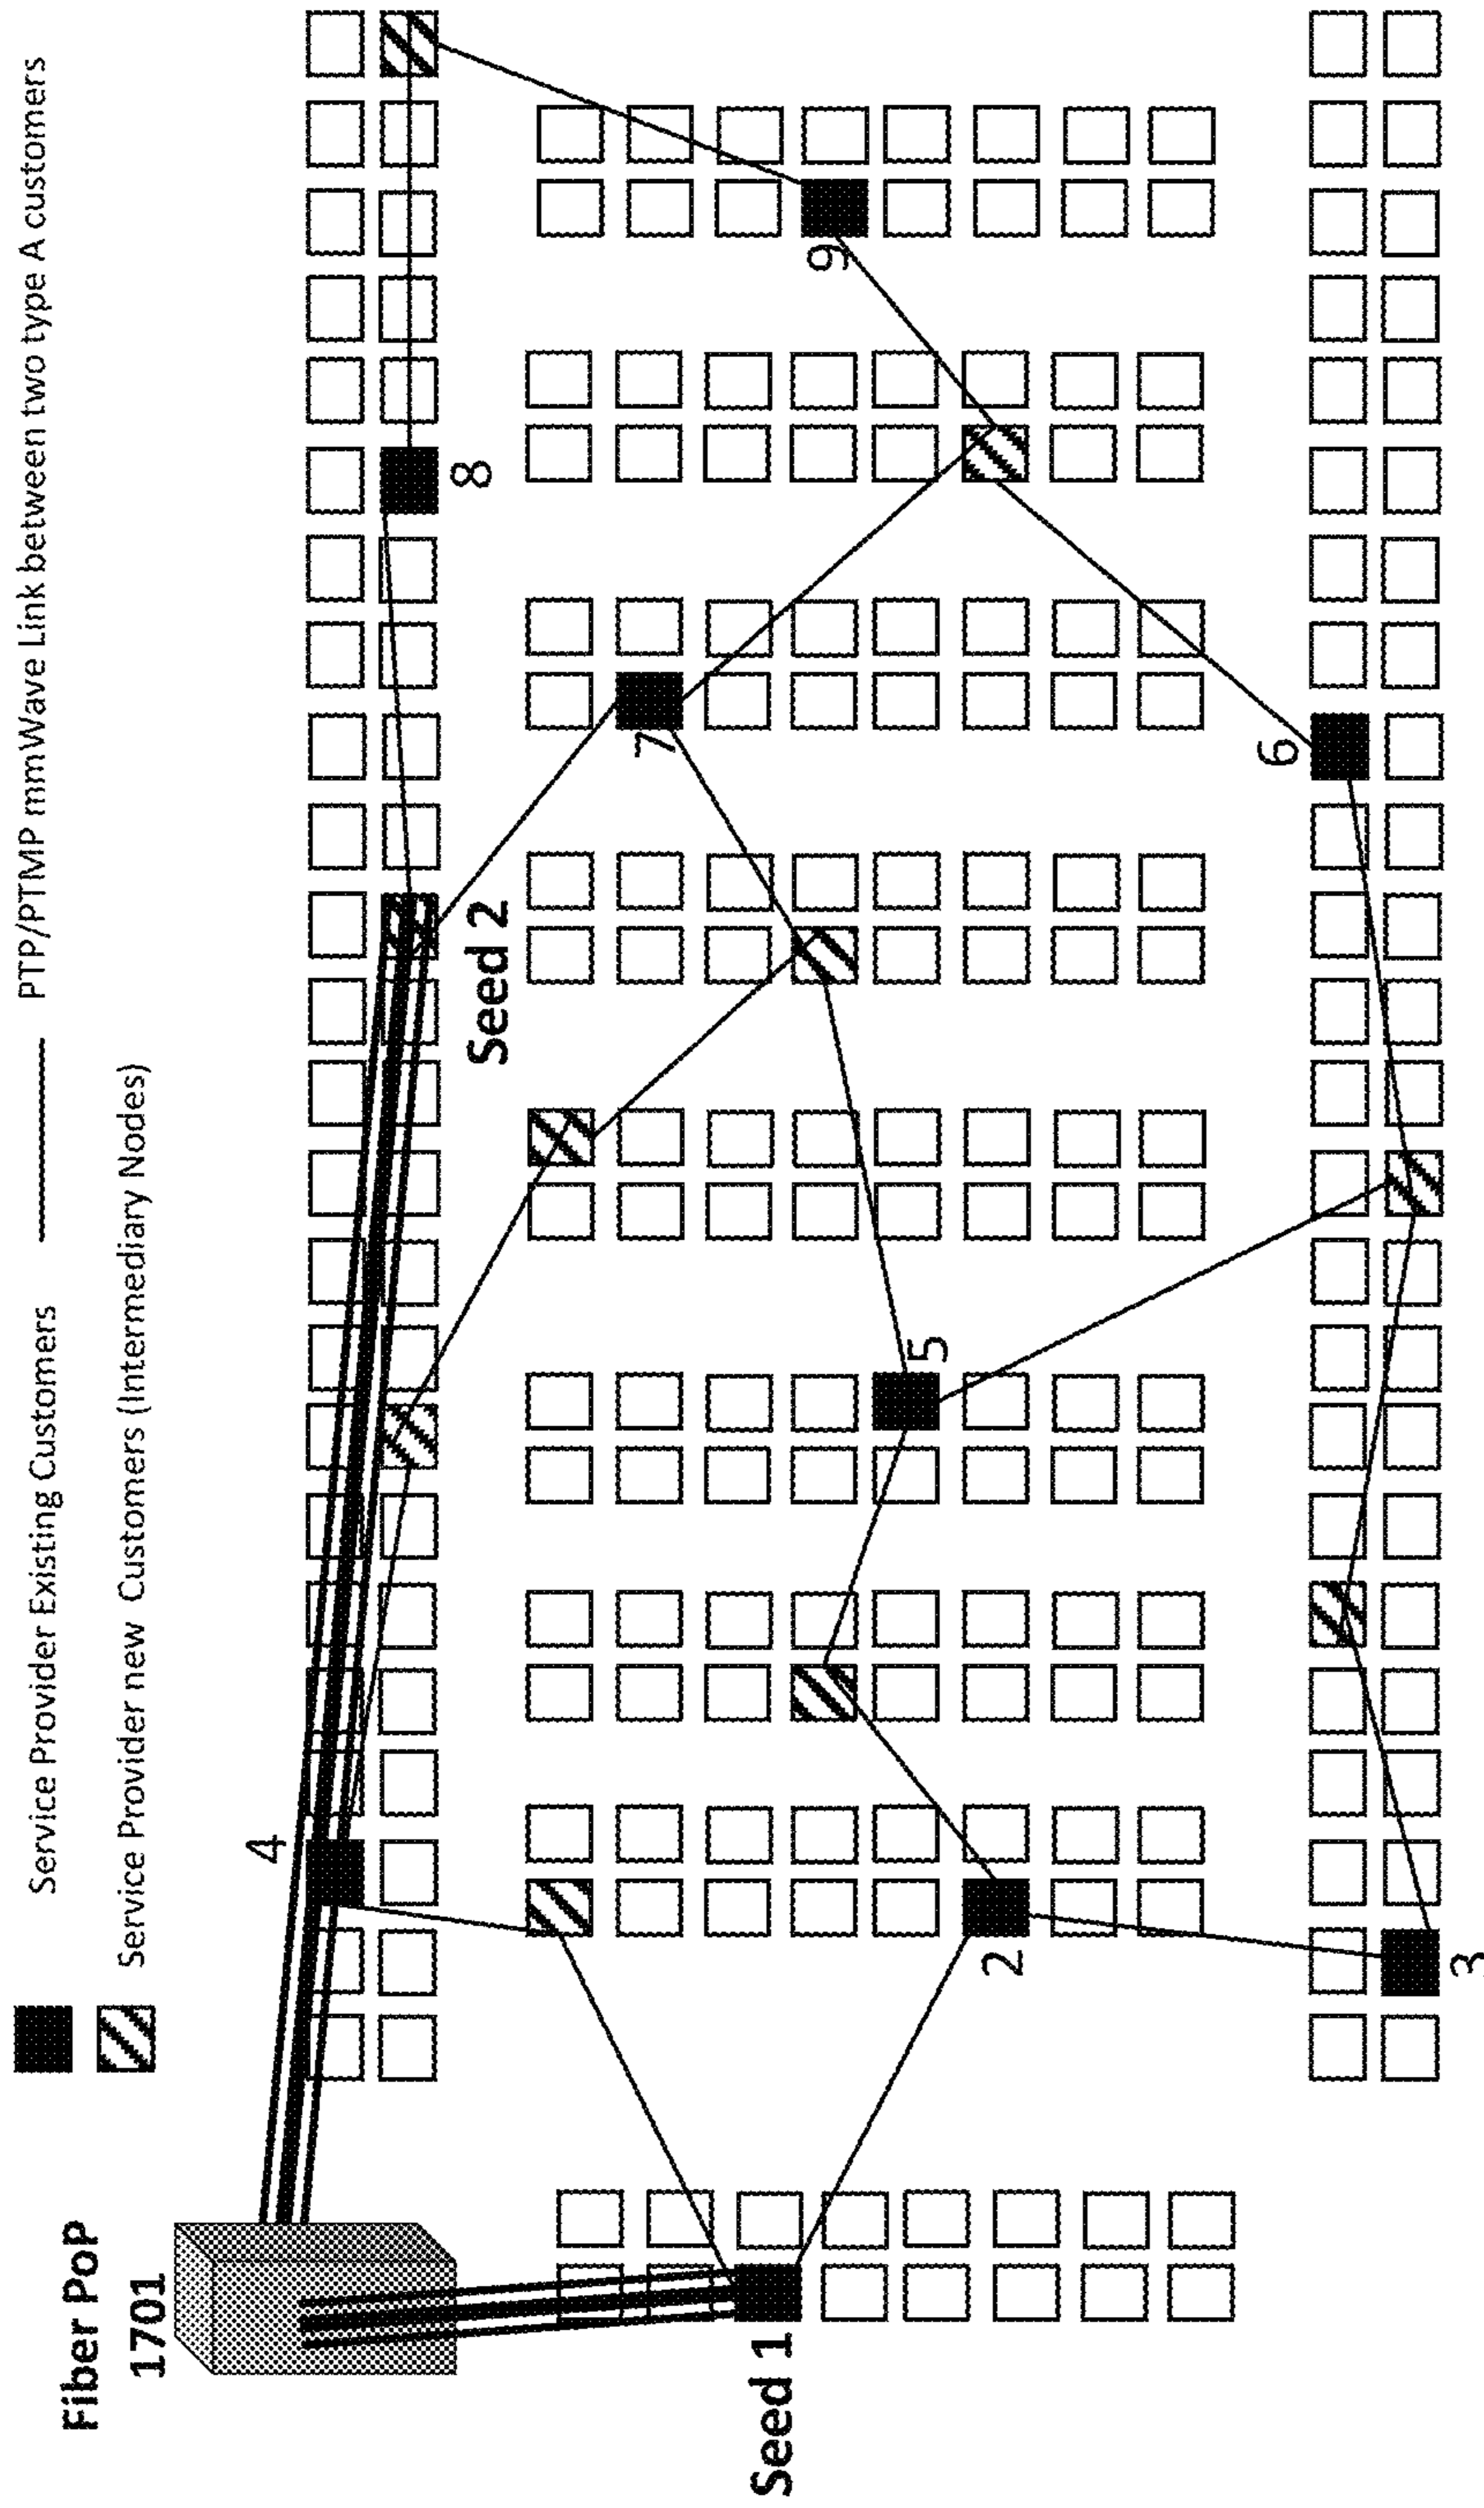 Fiber PoP
1701
Service Provider Existing Customers
PTP/PTMP mmWave Link between two type A customers
Service Provider new Customers (Intermediary Nodes)
4
Seed 2
8
Seed 1
7
5
9
2
6
3